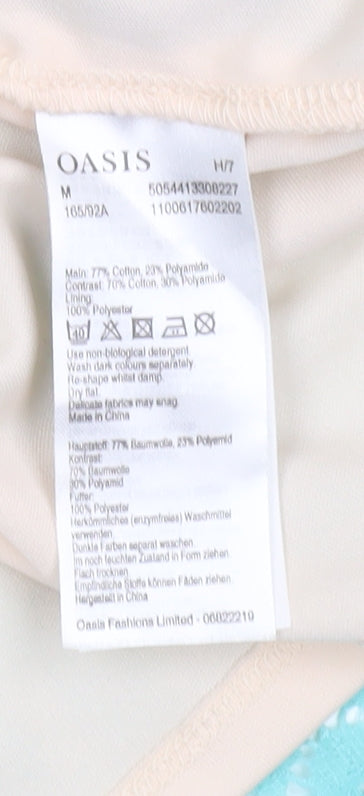 OASIS H/7
M 5054413308227
165/92A 1100617602202
Main: 77% Cotton, 23% Polyamide
Contrast: 70% Cotton, 30% Polyamide
Lining:
100% Polyester
40
Use non-biological detergent.
Wash dark colours separately.
Re-shape whilst damp.
Dry flat.
Delicate fabrics may snag.
Made in China
Hauptstoff: 77% Baumwolle, 23% Polyamid
Kontrast:
70% Baumwolle
30% Polyamid
Futter:
100% Polyester
Herkömmliches (enzymfreies) Waschmittel
verwenden.
Dunkle Farben separat waschen.
Im noch feuchten Zustand in Form ziehen.
Flach trocknen.
Empfindliche Stoffe können Fäden ziehen.
Hergestellt in China
Oasis Fashions Limited - 06822210